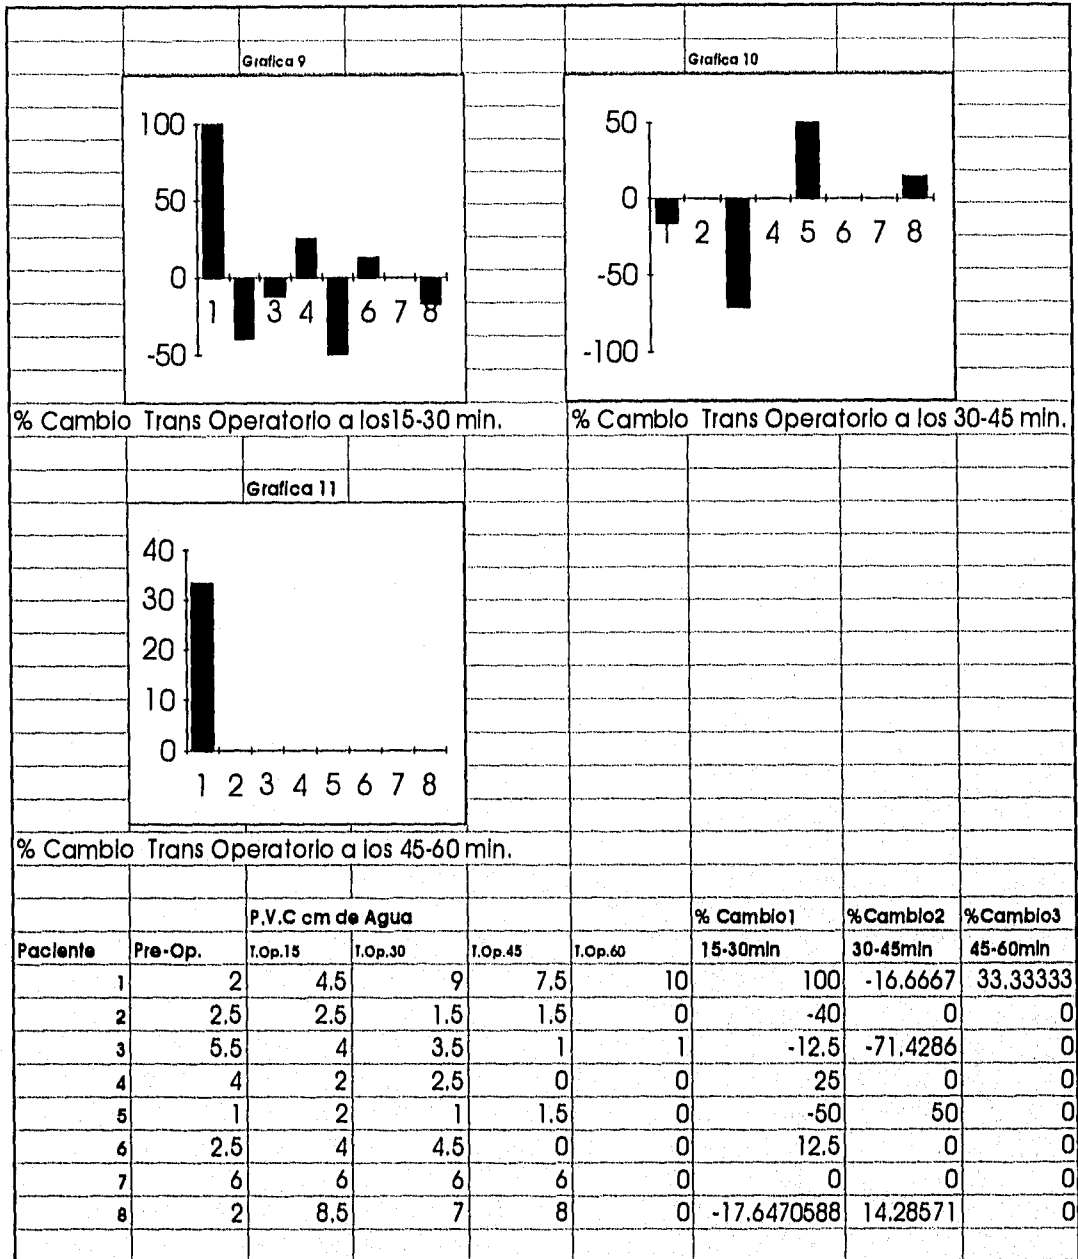 Grafica 9
Grafica 10
100
50
0
-50
1 3 4 6 7 8
50
0
-50
-100
1 2 4 5 6 7 8
% Cambio Trans Operatorio a los15-30 min.
% Cambio Trans Operatorio a los 30-45 min.
Grafica 11
40
30
20
10
0
1 2 3 4 5 6 7 8
% Cambio Trans Operatorio a los 45-60 min.
P.V.C cm de Agua % Cambio1 %Cambio2 %Cambio3
Paciente Pre-Op. T.Op.15 T.Op.30 T.Op.45 T.Op.60 15-30min 30-45min 45-60min
1 2 4.5 9 7.5 10 100 -16.6667 33.33333
2 2.5 2.5 1.5 1.5 0 -40 0 0
3 5.5 4 3.5 1 1 -12.5 -71.4286 0
4 4 2 2.5 0 0 25 0 0
5 1 2 1 1.5 0 -50 50 0
6 2.5 4 4.5 0 0 12.5 0 0
7 6 6 6 6 0 0 0 0
8 2 8.5 7 8 0 -17.6470588 14.28571 0